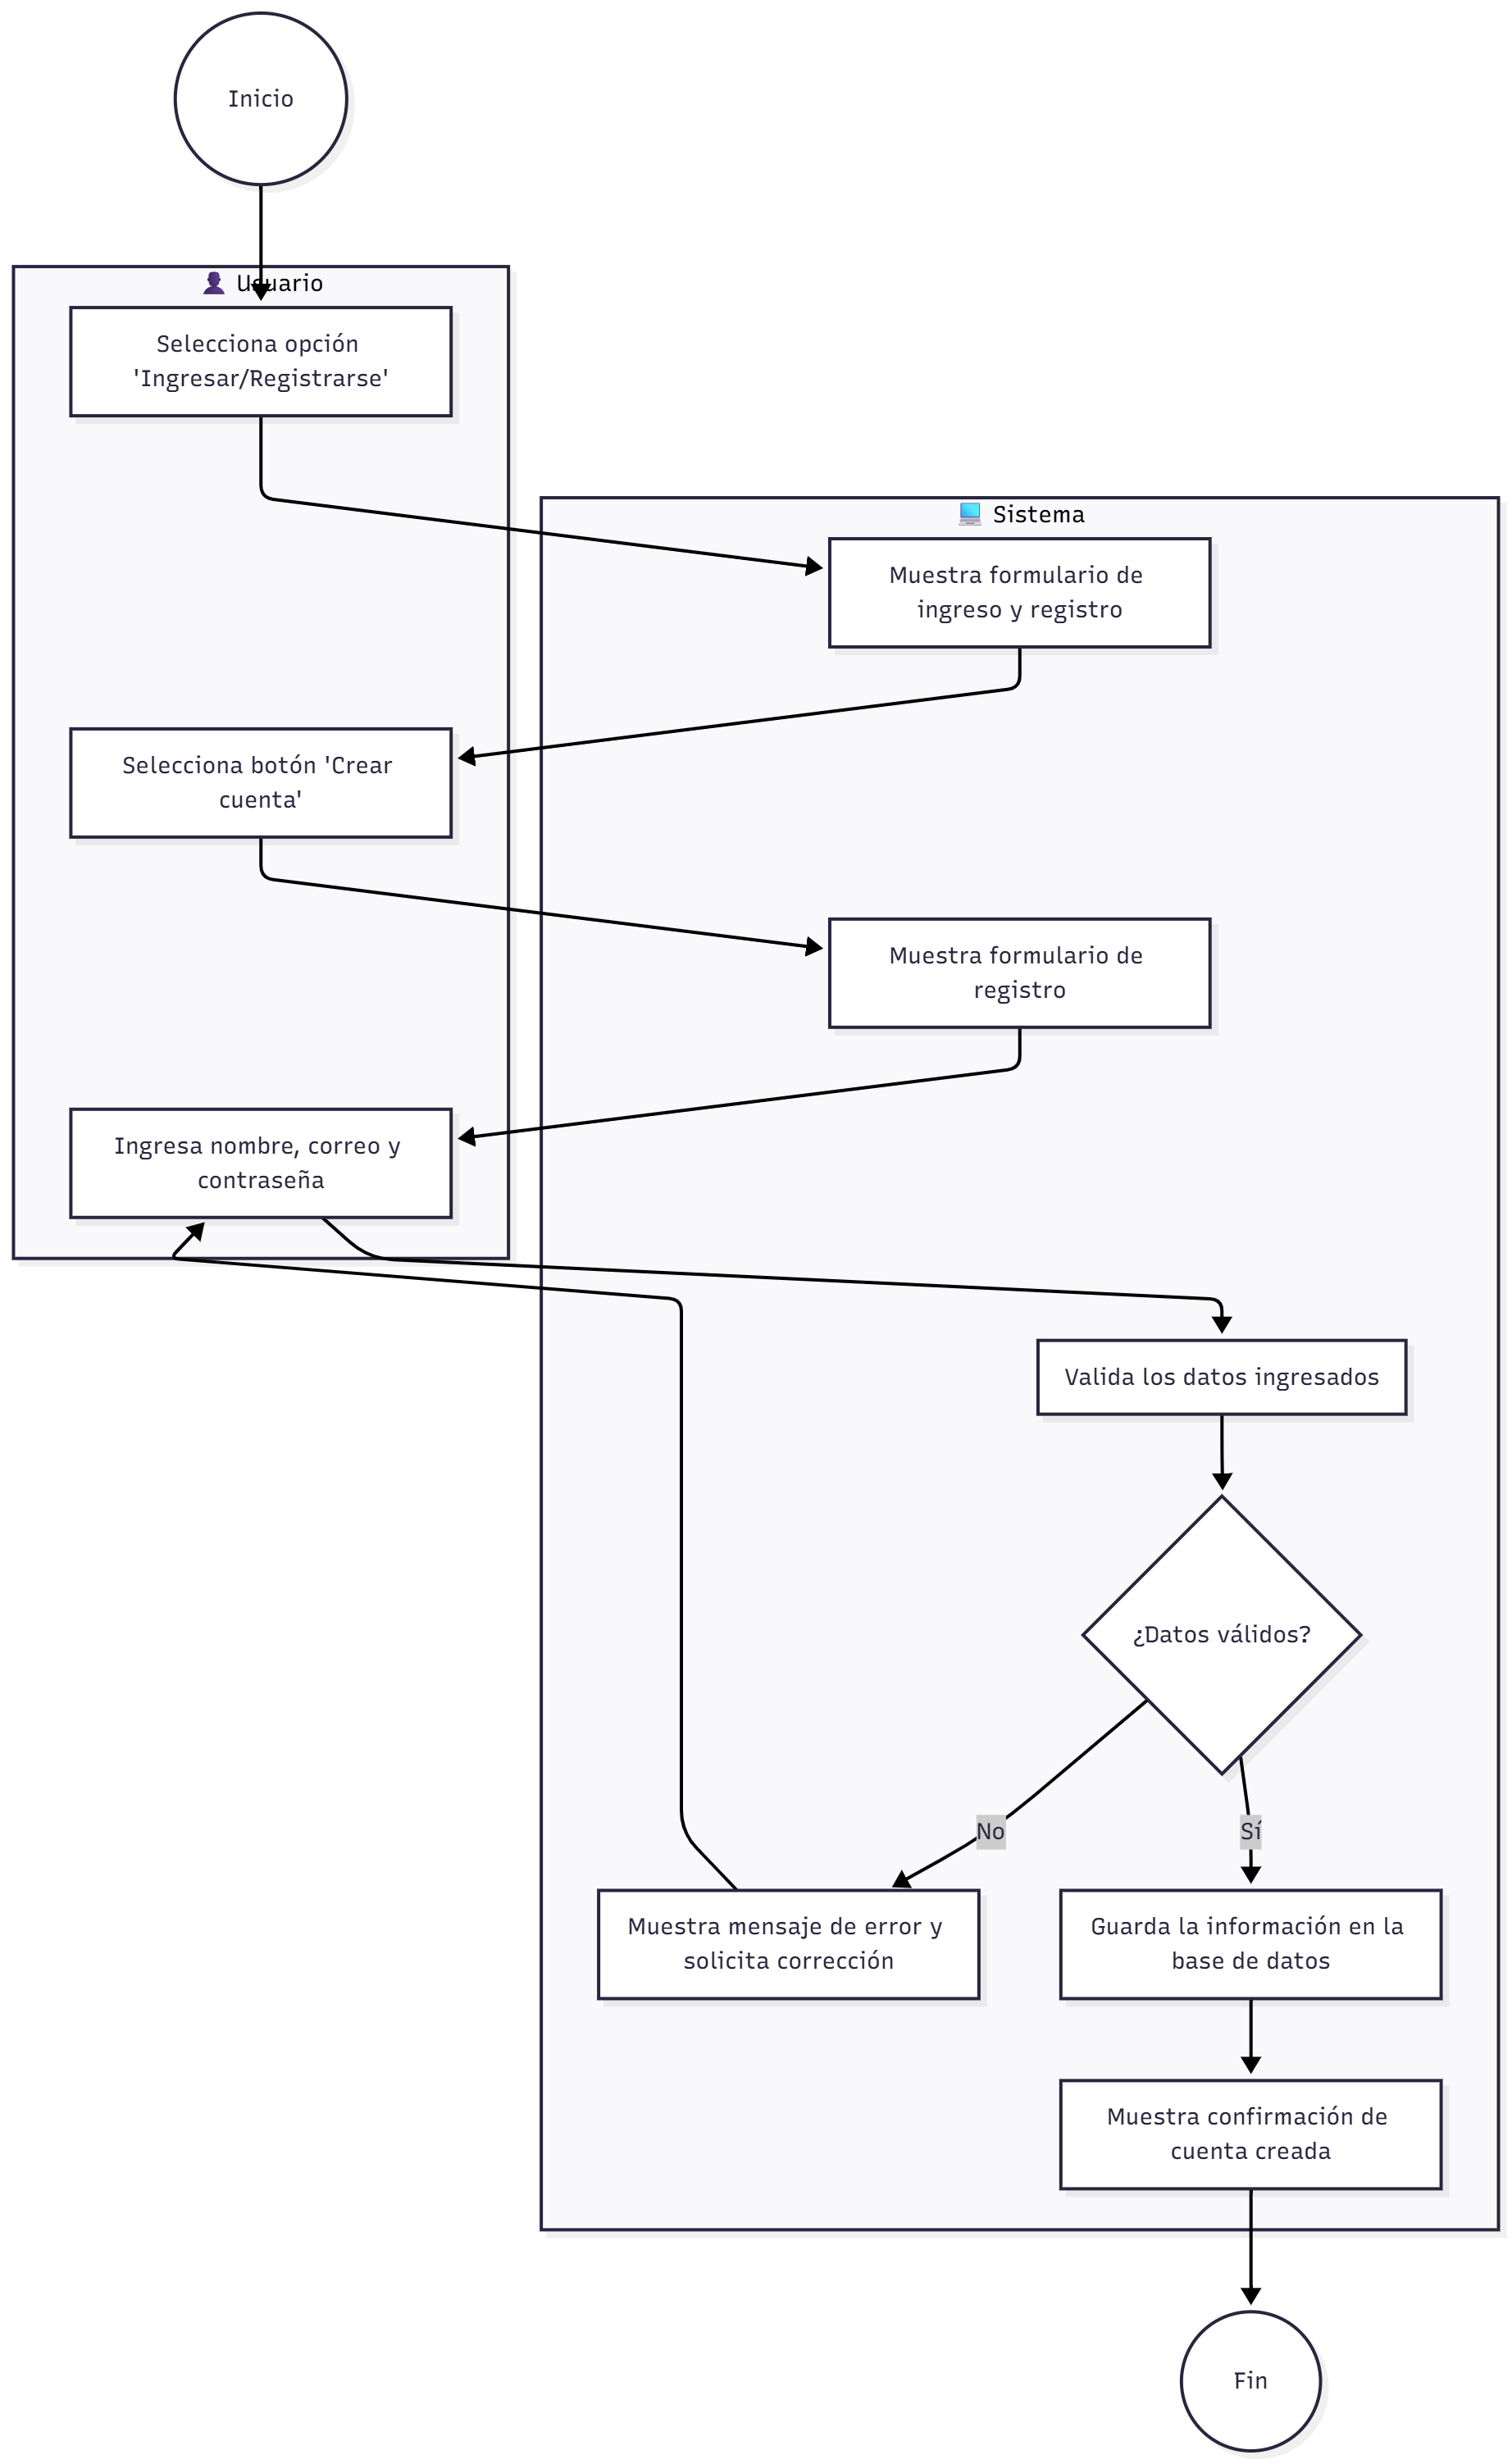 Inicio
Usuario
Selecciona opción
'Ingresar/Registrarse'
Sistema
Muestra formulario de
ingreso y registro
Selecciona botón 'Crear
cuenta'
Muestra formulario de
registro
Ingresa nombre, correo y
contraseña
Valida los datos ingresados
¿Datos válidos?
No
Sí
Muestra mensaje de error y
solicita corrección
Guarda la información en la
base de datos
Muestra confirmación de
cuenta creada
Fin